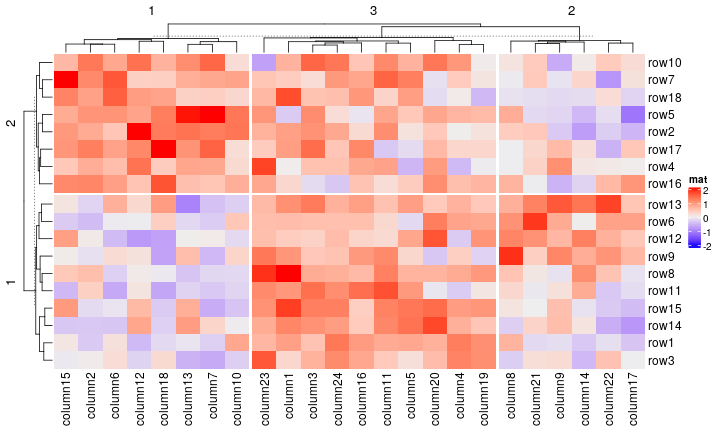 1 3 2
2
1
row10
row7
row18
row5
row2
row17
row4
row16
row13
row6
row12
row9
row8
row11
row15
row14
row1
row3
mat
2
1
0
-1
-2
column15
column2
column6
column12
column18
column13
column7
column10
column23
column1
column3
column24
column16
column11
column5
column20
column4
column19
column8
column21
column9
column14
column22
column17